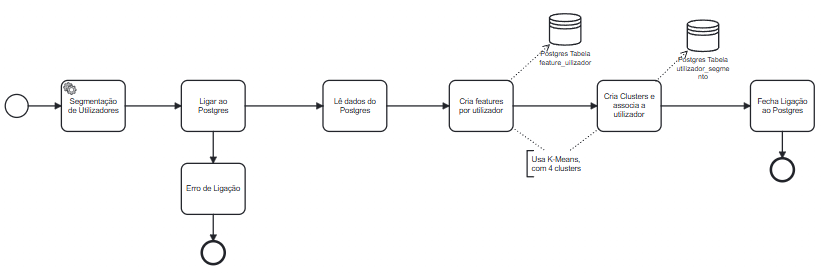 Postgres Tabela
feature_uilizador
Postgres Tabela
utilizador_segme
nto
Segmentação
de Utilizadores
Ligar ao
Postgres
Lê dados do
Postgres
Cria features
por utilizador
Cria Clusters e
associa a
utilizador
Fecha Ligação
ao Postgres
Usa K-Means,
com 4 clusters
Erro de Ligação